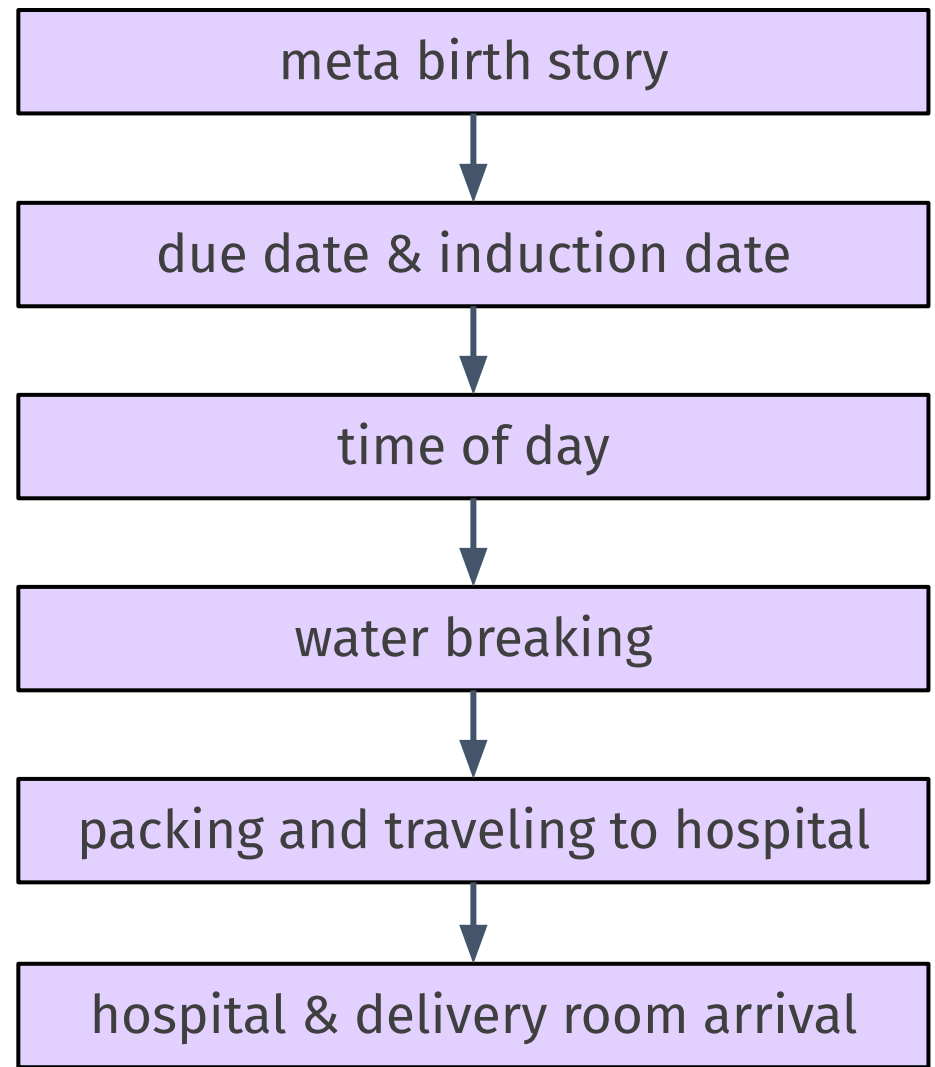 meta birth story
due date & induction date
time of day
water breaking
packing and traveling to hospital
hospital & delivery room arrival